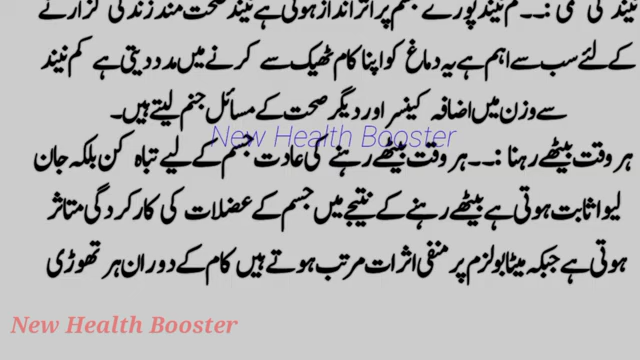 نیند کی کمی :۔۔ کم نیند پورے جسم پر اثر انداز ہوتی ہے نیند صحت مند زندگی گزارنے
کے لئے سب سے اہم ہے یہ دماغ کو اپنا کام ٹھیک سے کرنے میں مدد دیتی ہے کم نیند
سے وزن میں اضافہ کینسر اور دیگر صحت کے مسائل جنم لیتے ہیں۔
New Health Booster
ہر وقت بیٹھے رہنا :۔۔ ہر وقت بیٹھے رہنے کی عادت جسم کے لیے تباہ کن بلکہ جان
لیوا ثابت ہوتی ہے بیٹھے رہنے کے نتیجے میں جسم کے عضلات کی کارکردگی متاثر
ہوتی ہے جبکہ میٹابولزم پر منفی اثرات مرتب ہوتے ہیں کام کے دوران ہر تھوڑی
New Health Booster